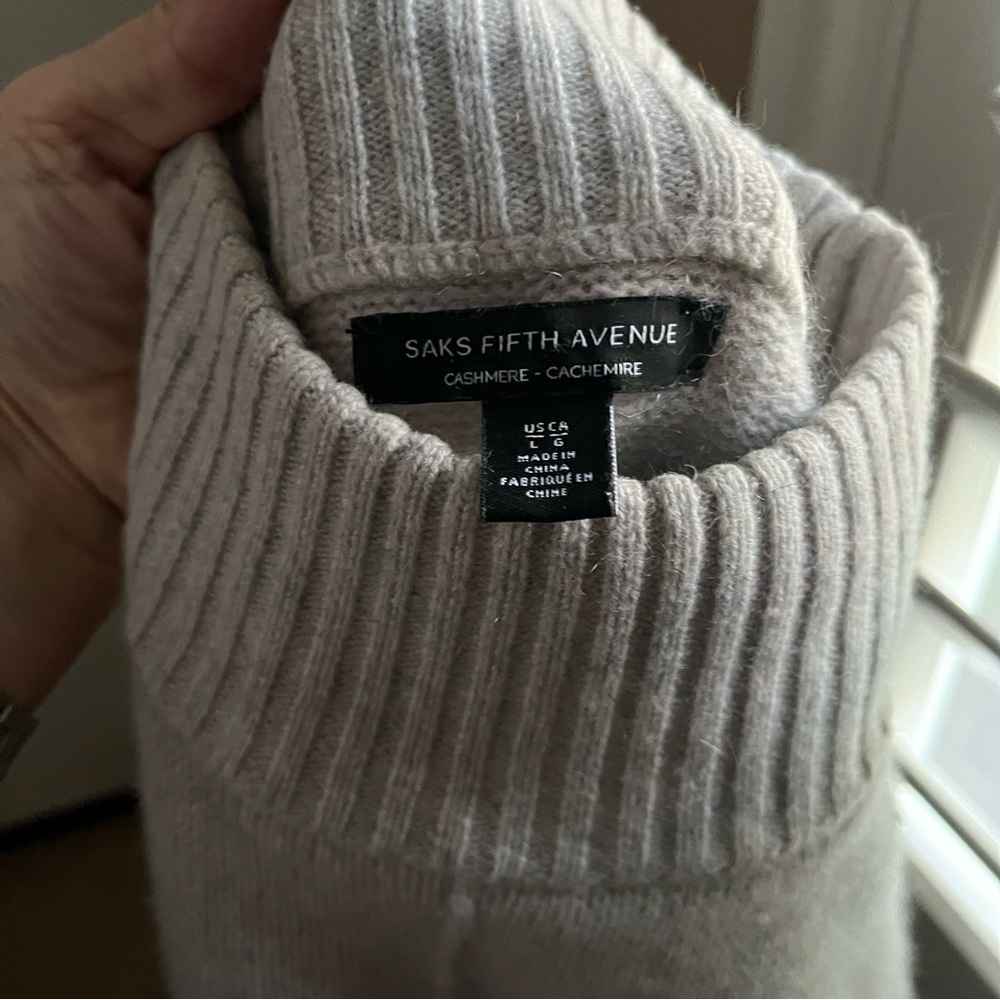 SAKS FIFTH AVENUE
CASHMERE - CACHEMIRE
US CA
L G
MADE IN
CHINA
FABRIQUÉ EN
CHINE